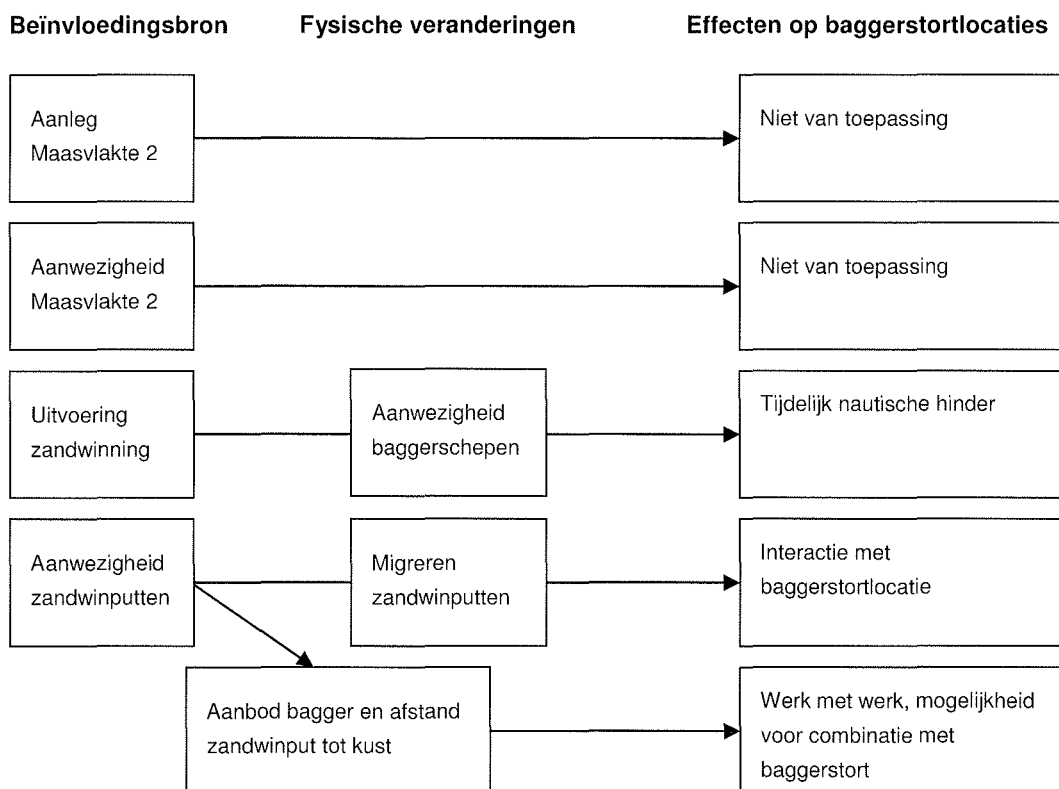 Beïnvloedingsbron Fysische veranderingen Effecten op baggerstortlocaties
Aanleg
Maasvlakte 2
Niet van toepassing
Aanwezigheid
Maasvlakte 2
Niet van toepassing
Uitvoering
zandwinning
Aanwezigheid
baggerschepen
Tijdelijk nautische hinder
Aanwezigheid
zandwinputten
Migreren
zandwinputten
Interactie met
baggerstortlocatie
Aanbod bagger en afstand
zandwinput tot kust
Werk met werk, mogelijkheid
voor combinatie met
baggerstort